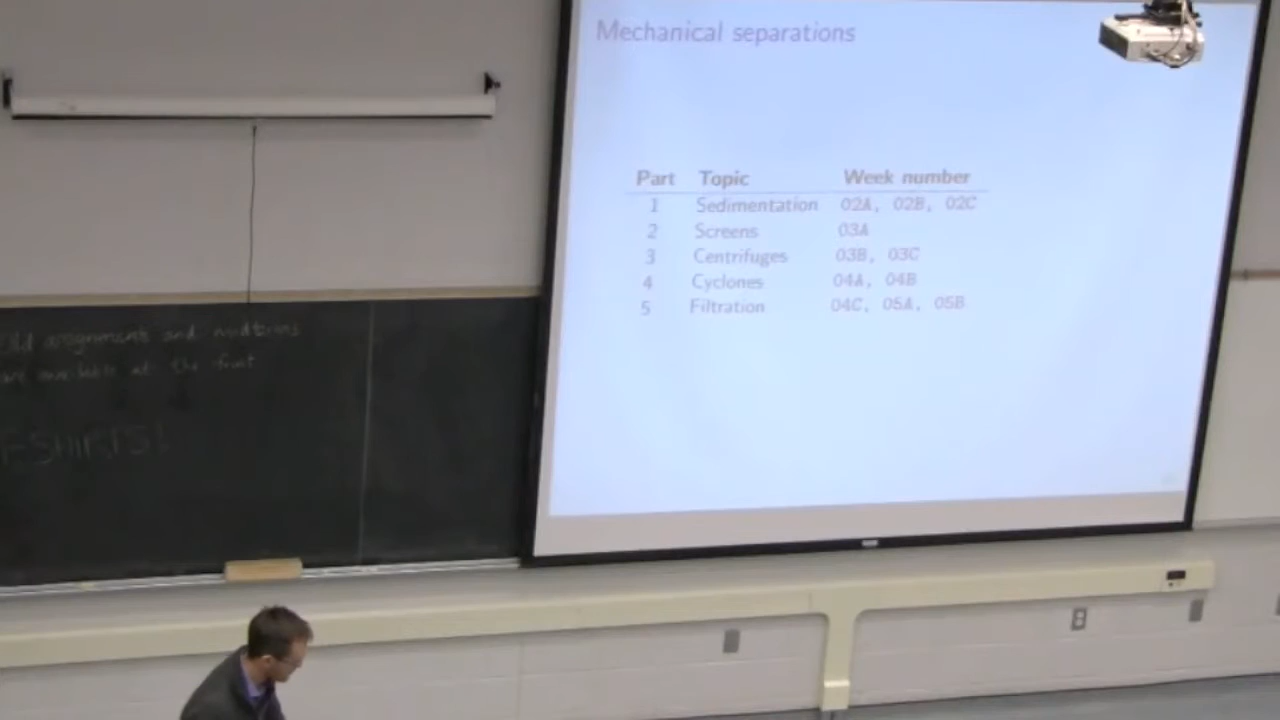 Mechanical separations
Part Topic Week number
1 Sedimentation 02A, 02B, 02C
2 Screens 03A
3 Centrifuges 03B, 03C
4 Cyclones 04A, 04B
5 Filtration 04C, 05A, 05B
Old assignments and midterms
are available at the front